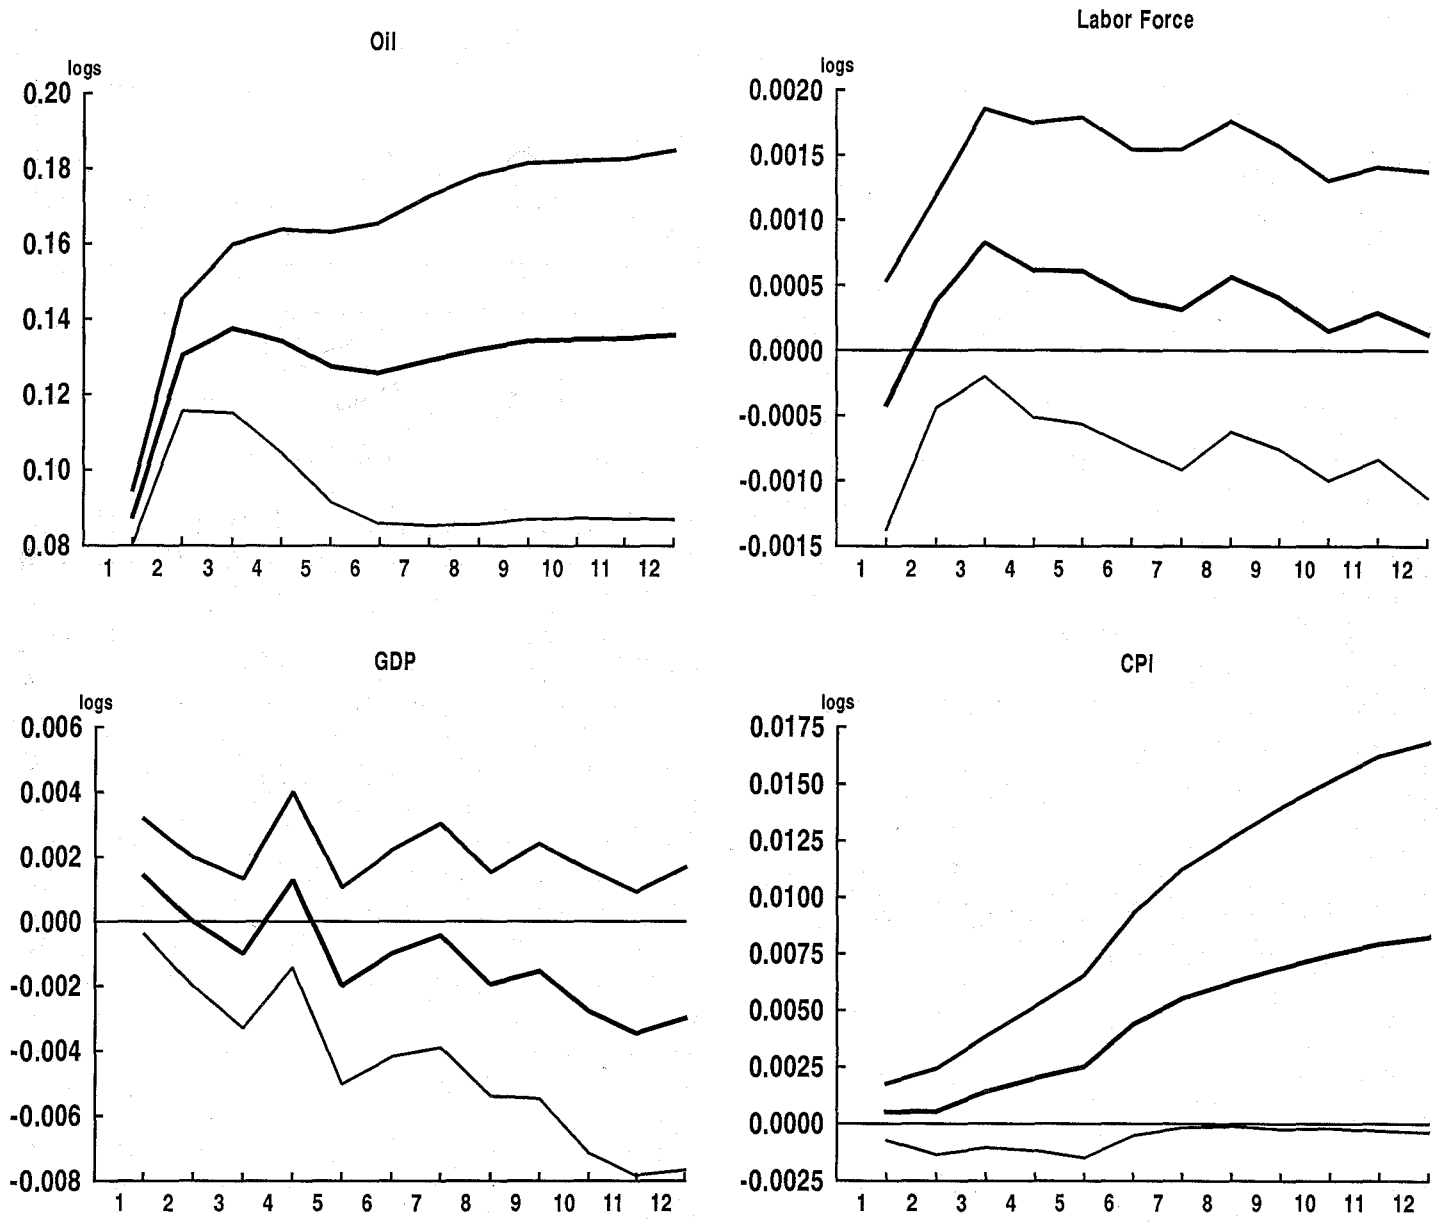 Oil
logs
0.20
0.18
0.16
0.14
0.12
0.10
0.08
1 2 3 4 5 6 7 8 9 10 11 12
Labor Force
logs
0.0020
0.0015
0.0010
0.0005
0.0000
-0.0005
-0.0010
-0.0015
1 2 3 4 5 6 7 8 9 10 11 12
GDP
logs
0.006
0.004
0.002
0.000
-0.002
-0.004
-0.006
-0.008
1 2 3 4 5 6 7 8 9 10 11 12
CPI
logs
0.0175
0.0150
0.0125
0.0100
0.0075
0.0050
0.0025
0.0000
-0.0025
1 2 3 4 5 6 7 8 9 10 11 12